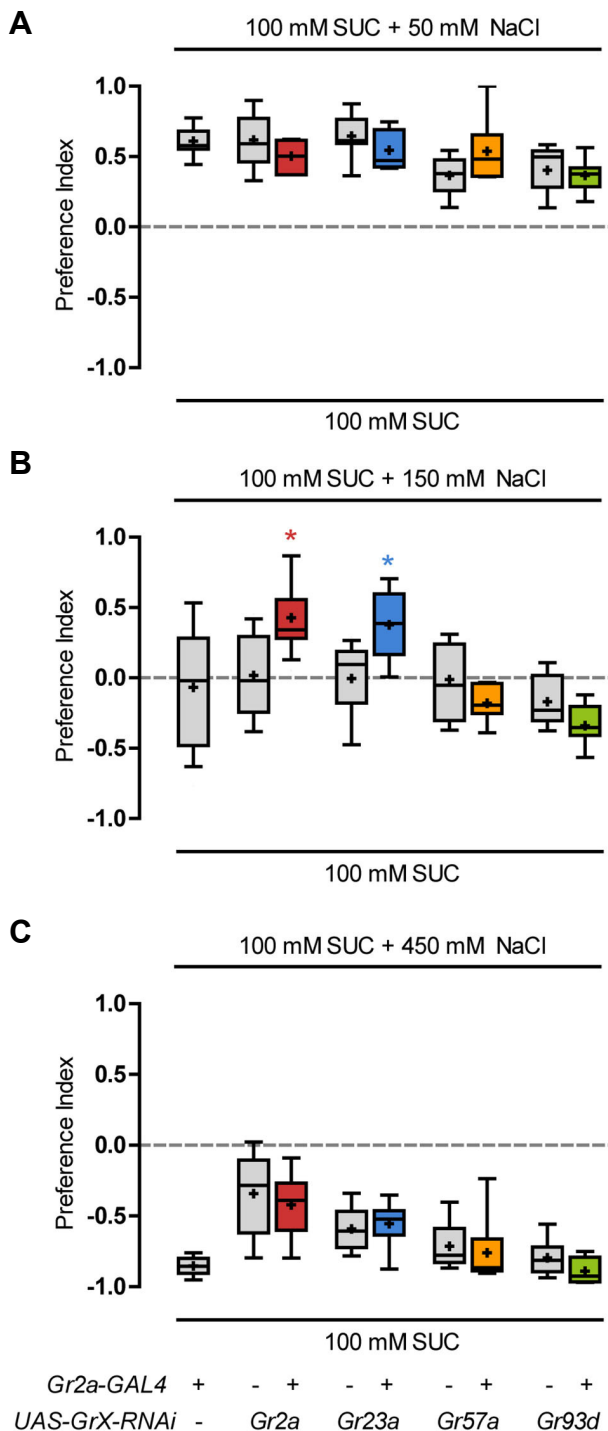 A
100 mM SUC + 50 mM NaCl
1.0
0.5
0.0
-0.5
-1.0
Preference Index
100 mM SUC
B
100 mM SUC + 150 mM NaCl
1.0
* *
0.5
0.0
-0.5
-1.0
Preference Index
100 mM SUC
C
100 mM SUC + 450 mM NaCl
1.0
0.5
0.0
-0.5
-1.0
Preference Index
100 mM SUC
Gr2a-GAL4 + - + - + - + - +
UAS-GrX-RNAi - Gr2a Gr23a Gr57a Gr93d